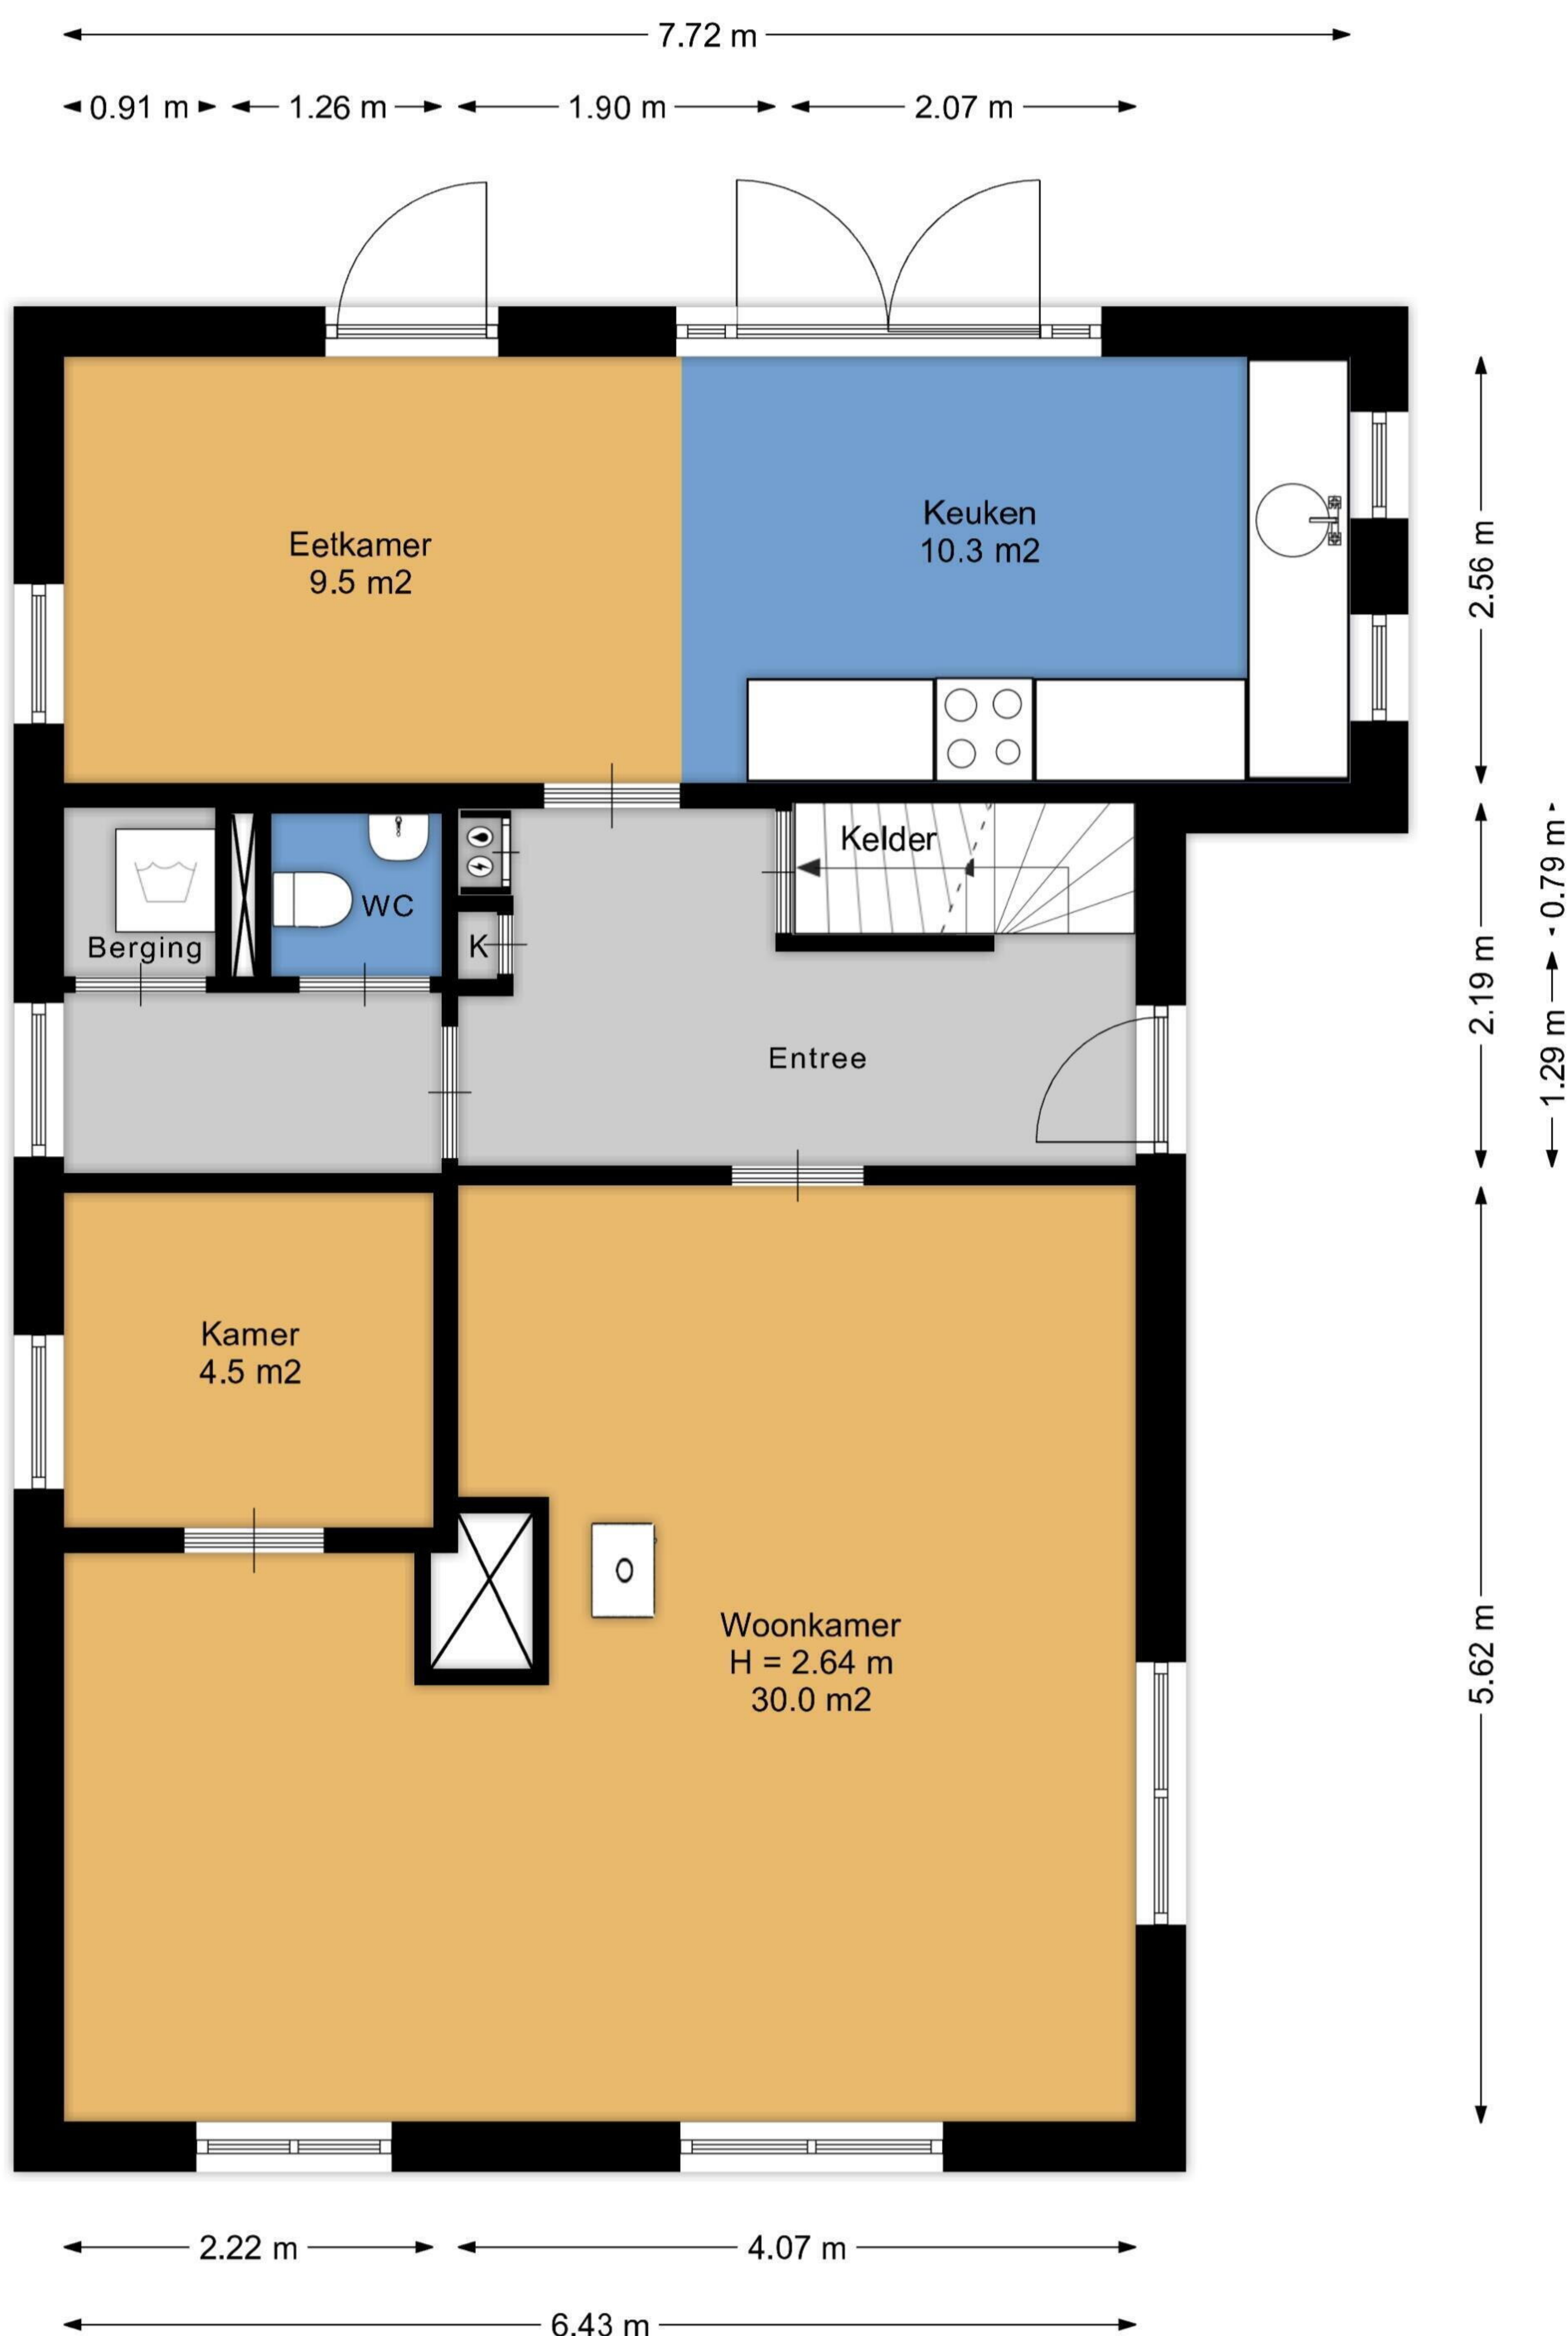 7.72 m
0.91 m
1.26 m
1.90 m
2.07 m
Eetkamer
9.5 m2
Keuken
10.3 m2
2.56 m
Kelder
WC
Berging
K
Entree
2.19 m
0.79 m
1.29 m
Kamer
4.5 m2
Woonkamer
H = 2.64 m
30.0 m2
5.62 m
2.22 m
4.07 m
6.43 m